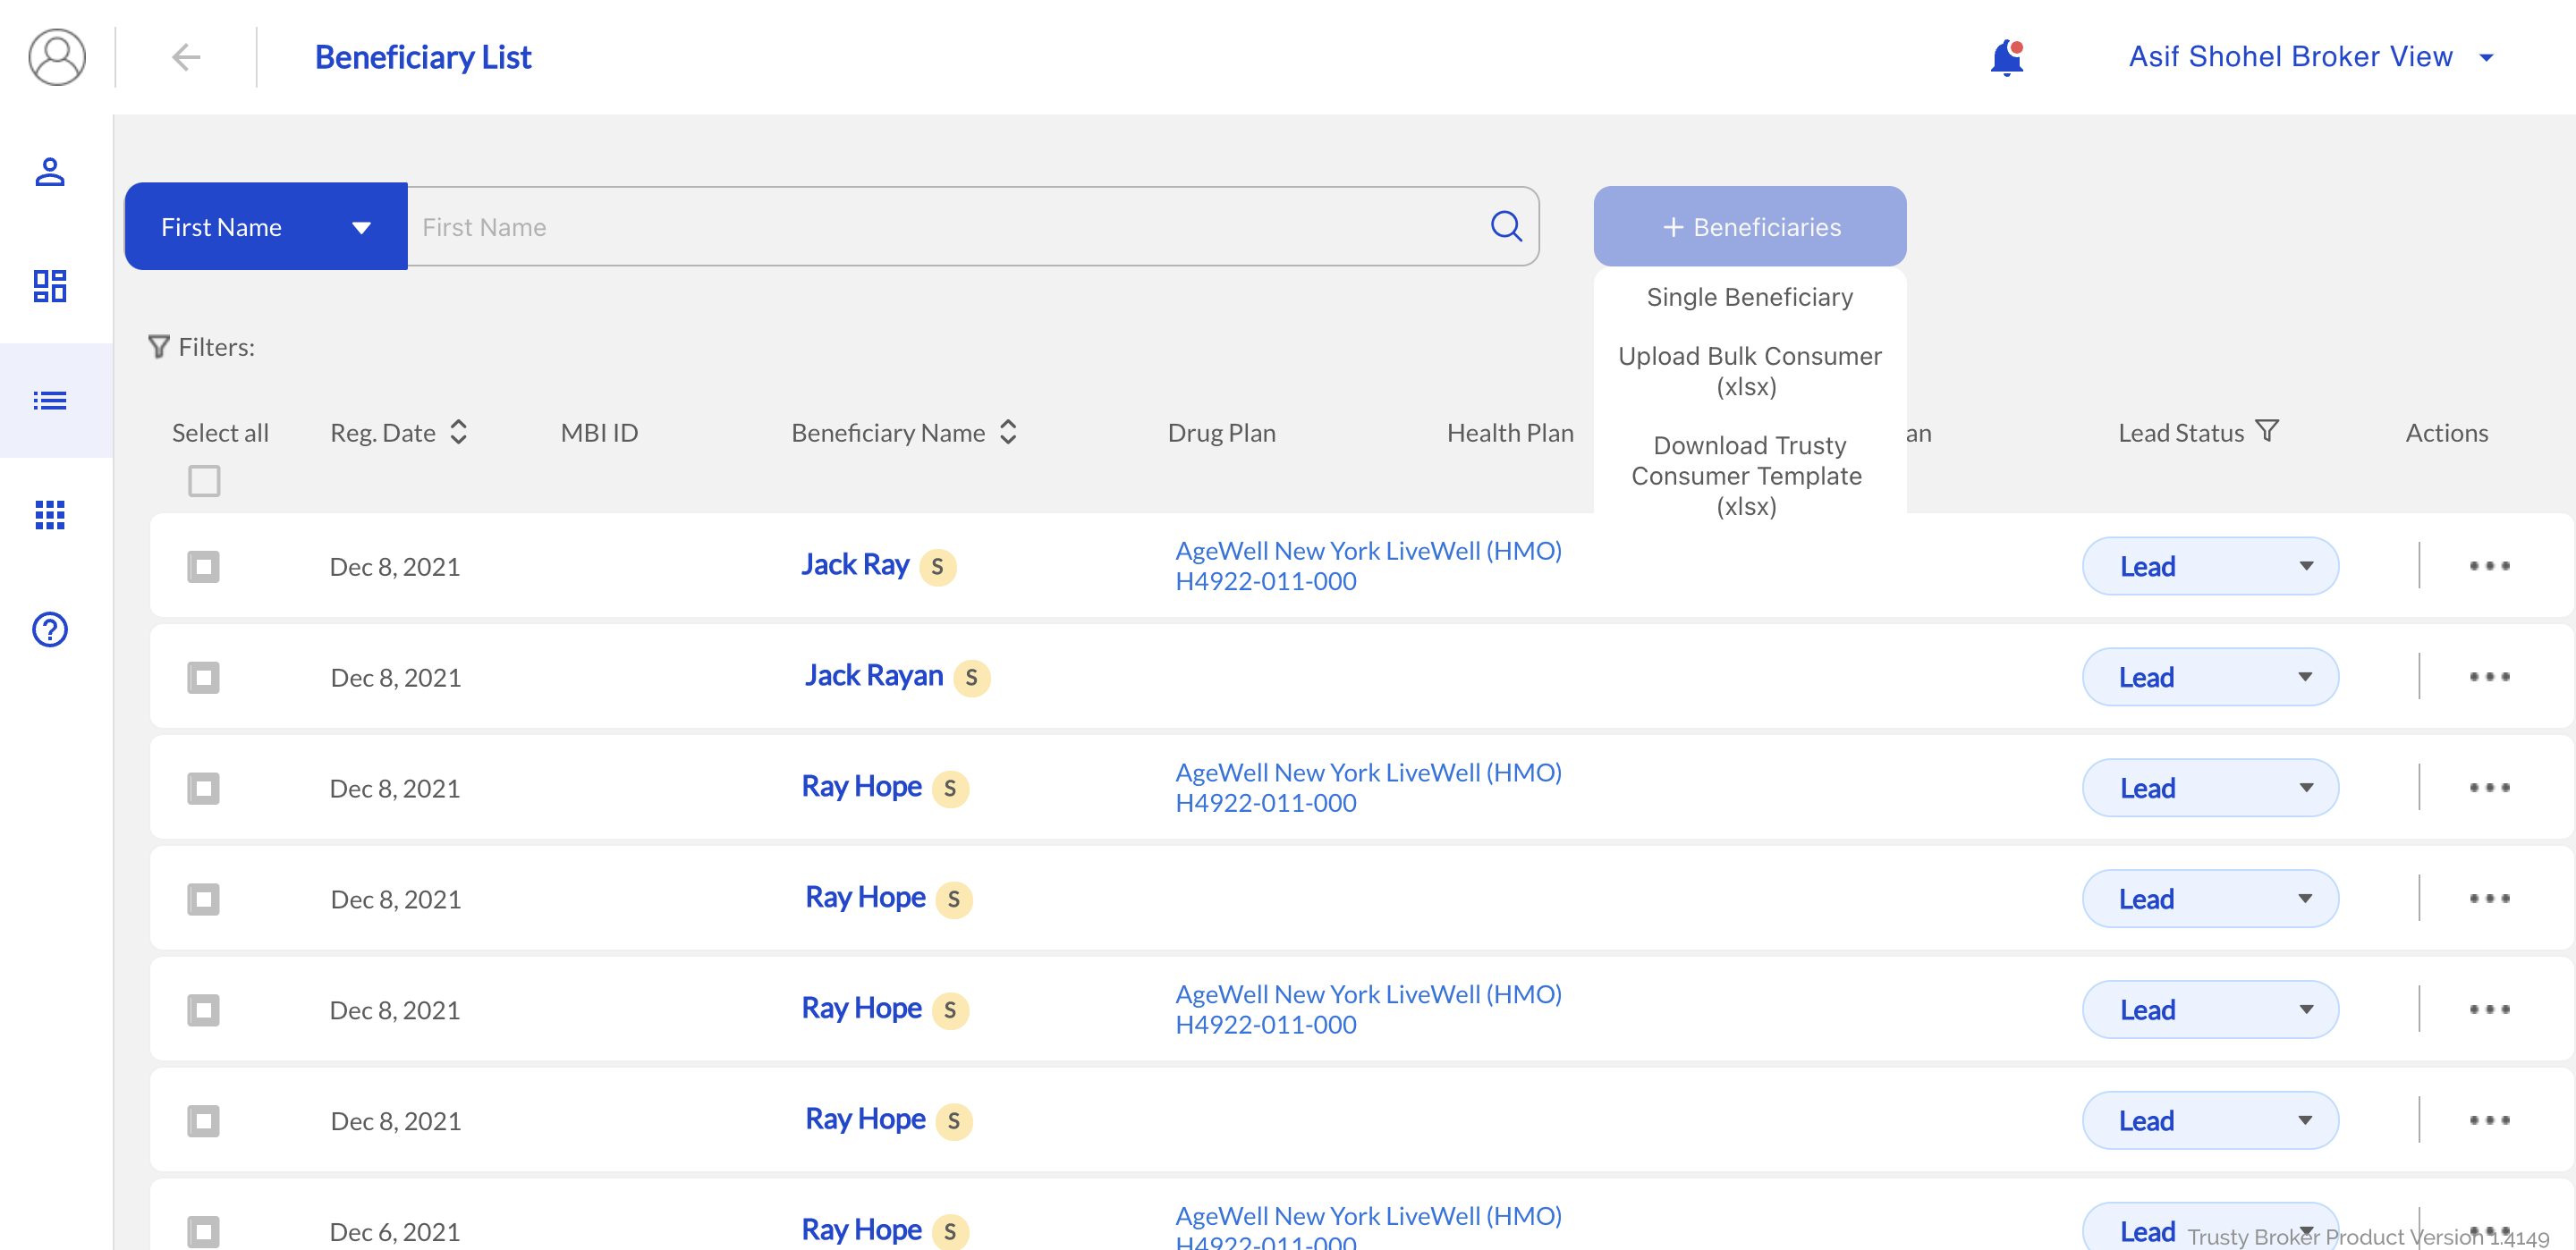 Beneficiary List
Asif Shohel Broker View
First Name
First Name
+ Beneficiaries
Single Beneficiary
Upload Bulk Consumer
(xlsx)
Download Trusty
Consumer Template
(xlsx)
Filters:
Select all
Reg. Date
MBI ID
Beneficiary Name
Drug Plan
Health Plan
an
Lead Status
Actions
Dec 8, 2021
Jack Ray S
AgeWell New York LiveWell (HMO)
H4922-011-000
Lead
Dec 8, 2021
Jack Rayan S
Lead
Dec 8, 2021
Ray Hope S
AgeWell New York LiveWell (HMO)
H4922-011-000
Lead
Dec 8, 2021
Ray Hope S
Lead
Dec 8, 2021
Ray Hope S
AgeWell New York LiveWell (HMO)
H4922-011-000
Lead
Dec 8, 2021
Ray Hope S
Lead
Dec 6, 2021
Ray Hope S
AgeWell New York LiveWell (HMO)
H4922-011-000
Lead
Trusty Broker Product Version 1.4149